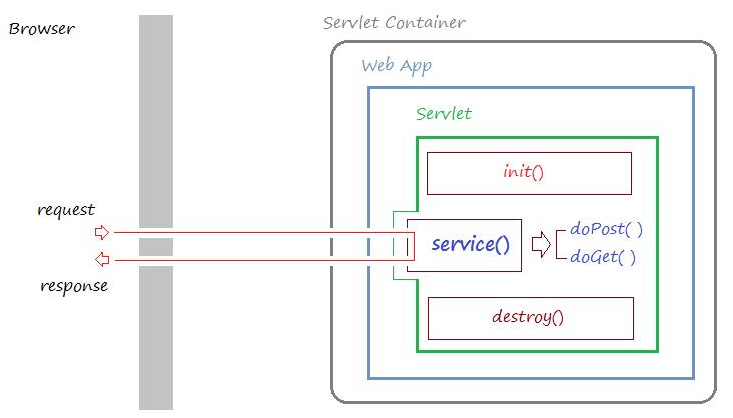 Browser
Servlet Container
Web App
Servlet
init()
request
service()
doPost( )
doGet( )
response
destroy()